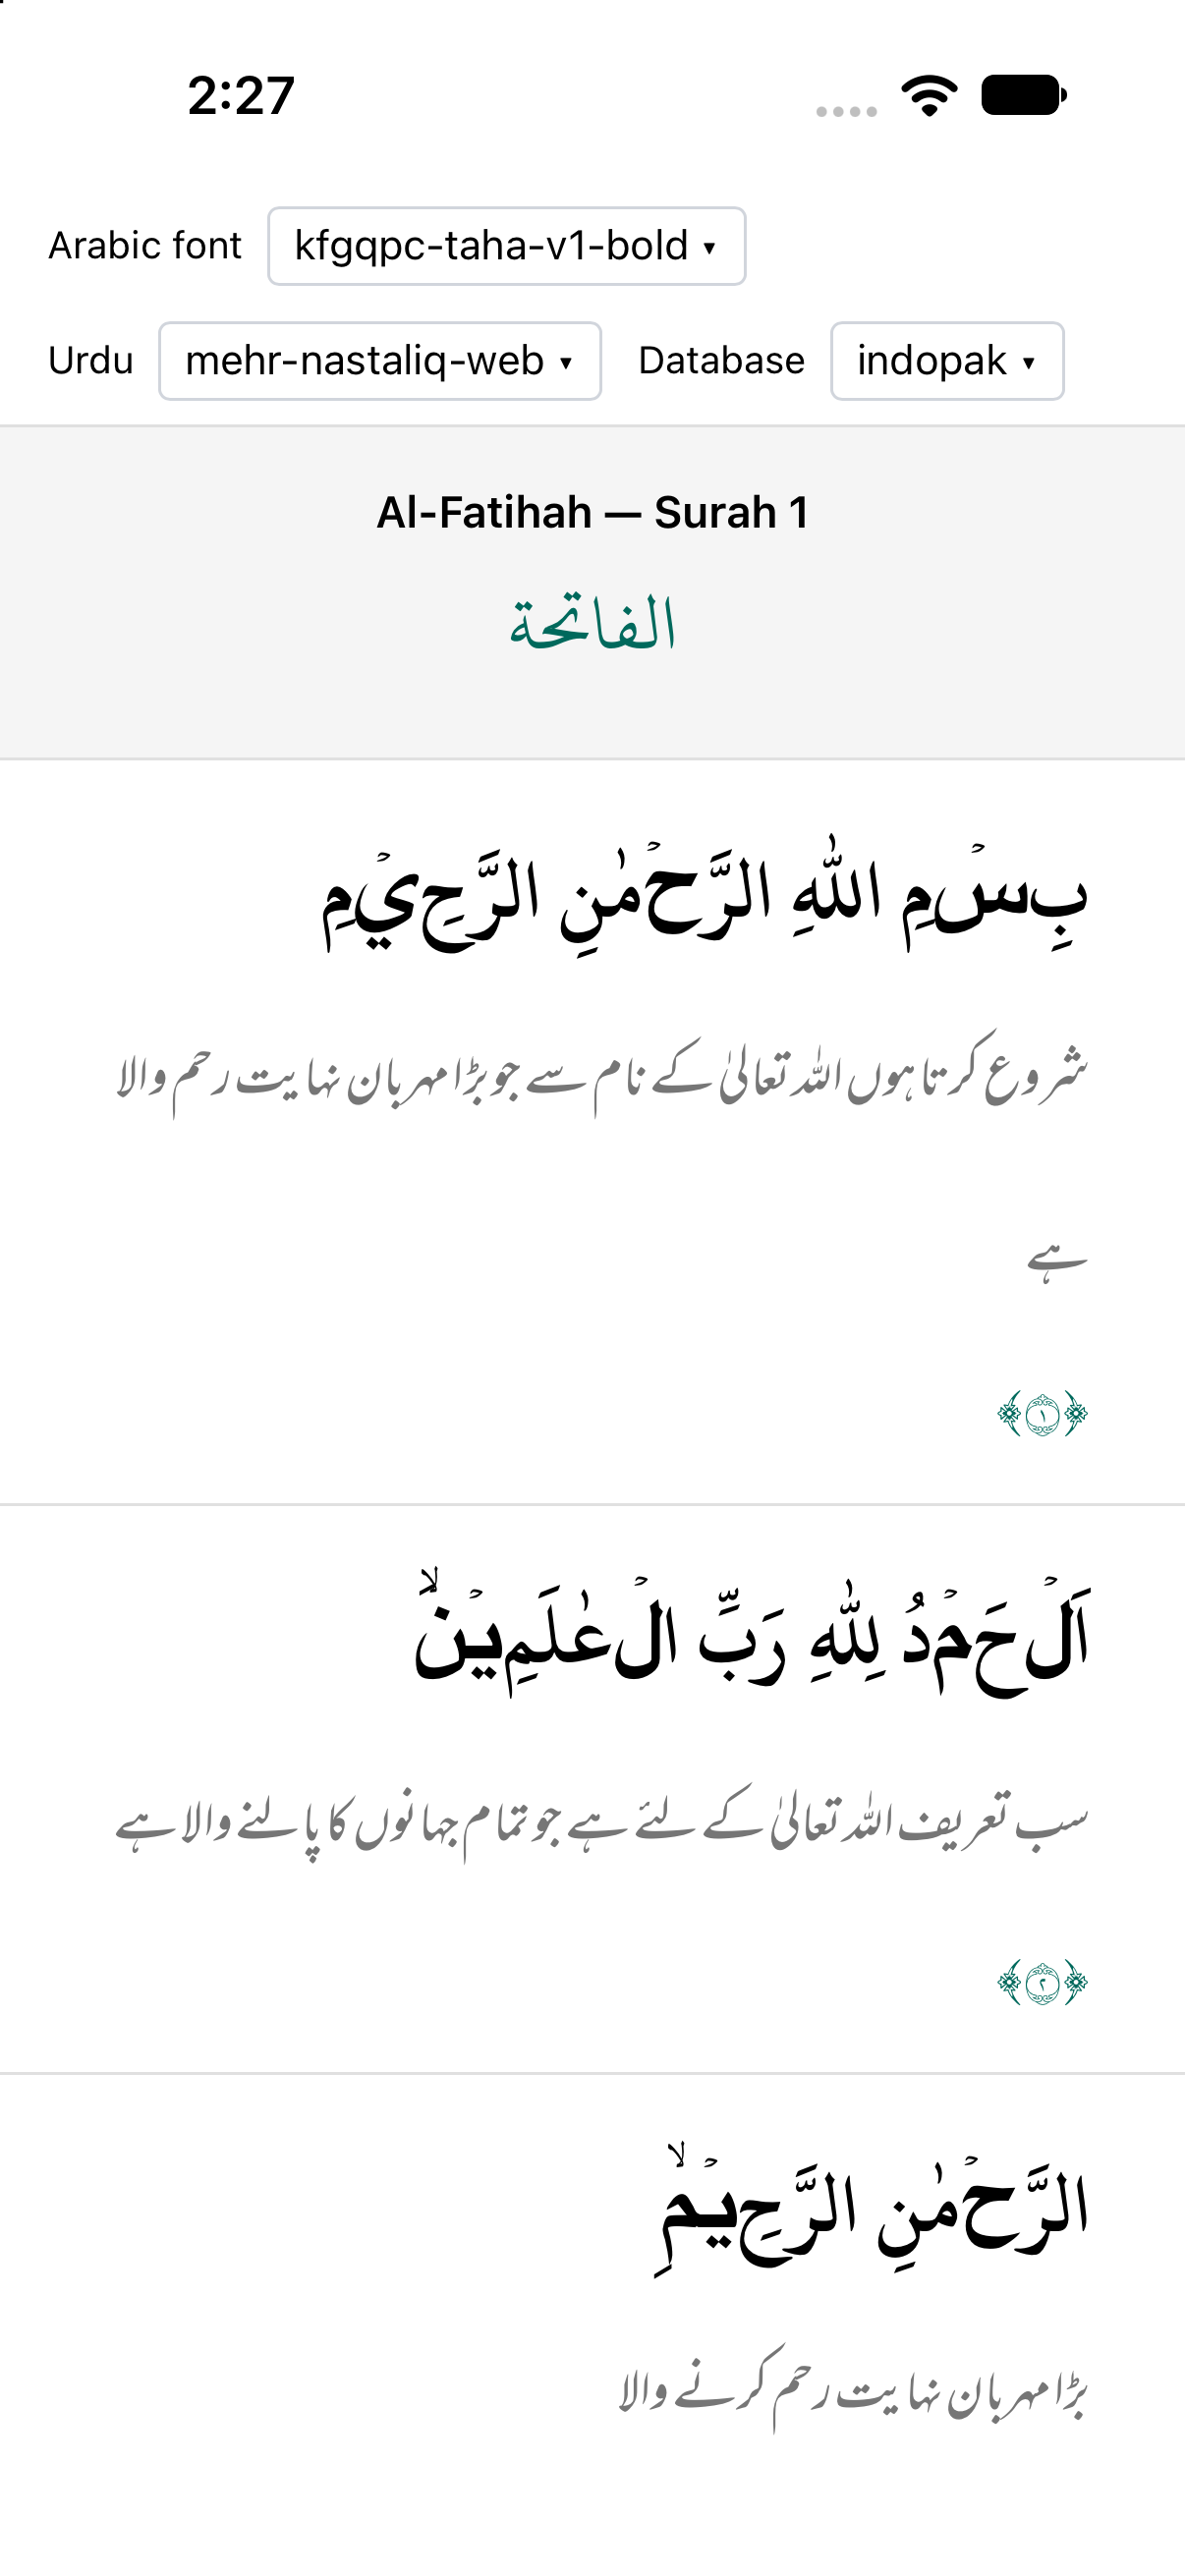 2:27
Arabic font kfgqpc-taha-v1-bold ▾
Urdu mehr-nastaliq-web ▾ Database indopak ▾
Al-Fatihah — Surah 1
الفاتحة
بِسۡمِ اللهِ الرَّحۡمٰنِ الرَّحِيۡمِ
شروع کرتا ہوں اللہ تعالیٰ کے نام سے جو بڑا مہربان نہایت رحم والا
ہے
﴿۱﴾
اَلۡحَمۡدُ لِلّٰهِ رَبِّ الۡعٰلَمِيۡنَۙ
سب تعریف اللہ تعالیٰ کے لئے ہے جو تمام جہانوں کا پالنے والا ہے
﴿۲﴾
الرَّحۡمٰنِ الرَّحِيۡمِۙ
بڑا مہربان نہایت رحم کرنے والا